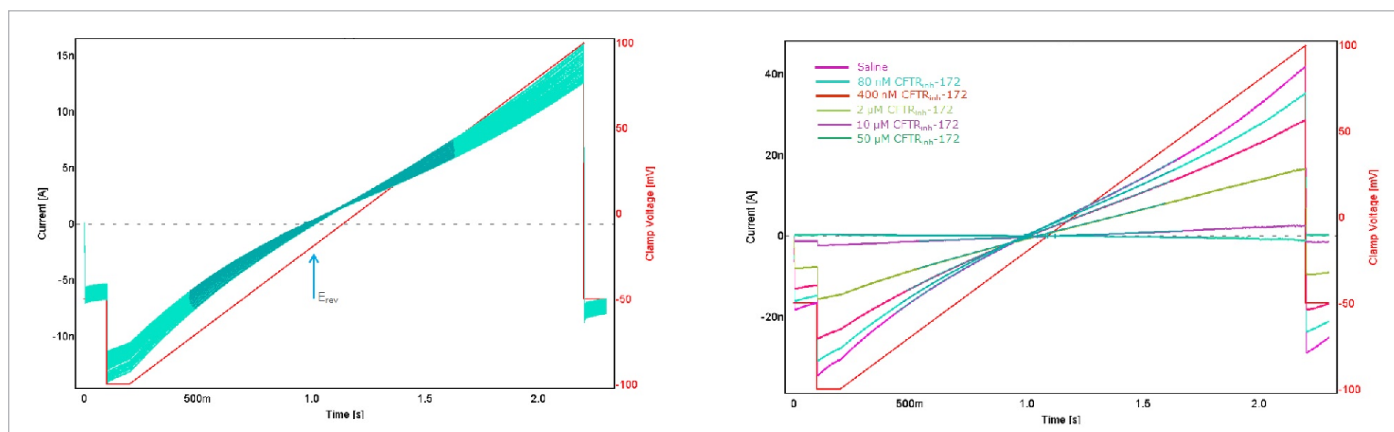 15n
10n
5n
0
-5n
-10n
Current [A]
100
50
0
-50
-100
Clamp Voltage [mV]
Erev
0
500m
1.0
1.5
2.0
Time [s]
40n
20n
0
-20n
Current [A]
Saline
80 nM CFTRinh-172
400 nM CFTRinh-172
2 µM CFTRinh-172
10 µM CFTRinh-172
50 µM CFTRinh-172
100
50
0
-50
-100
Clamp Voltage [mV]
0
500m
1.0
1.5
2.0
Time [s]